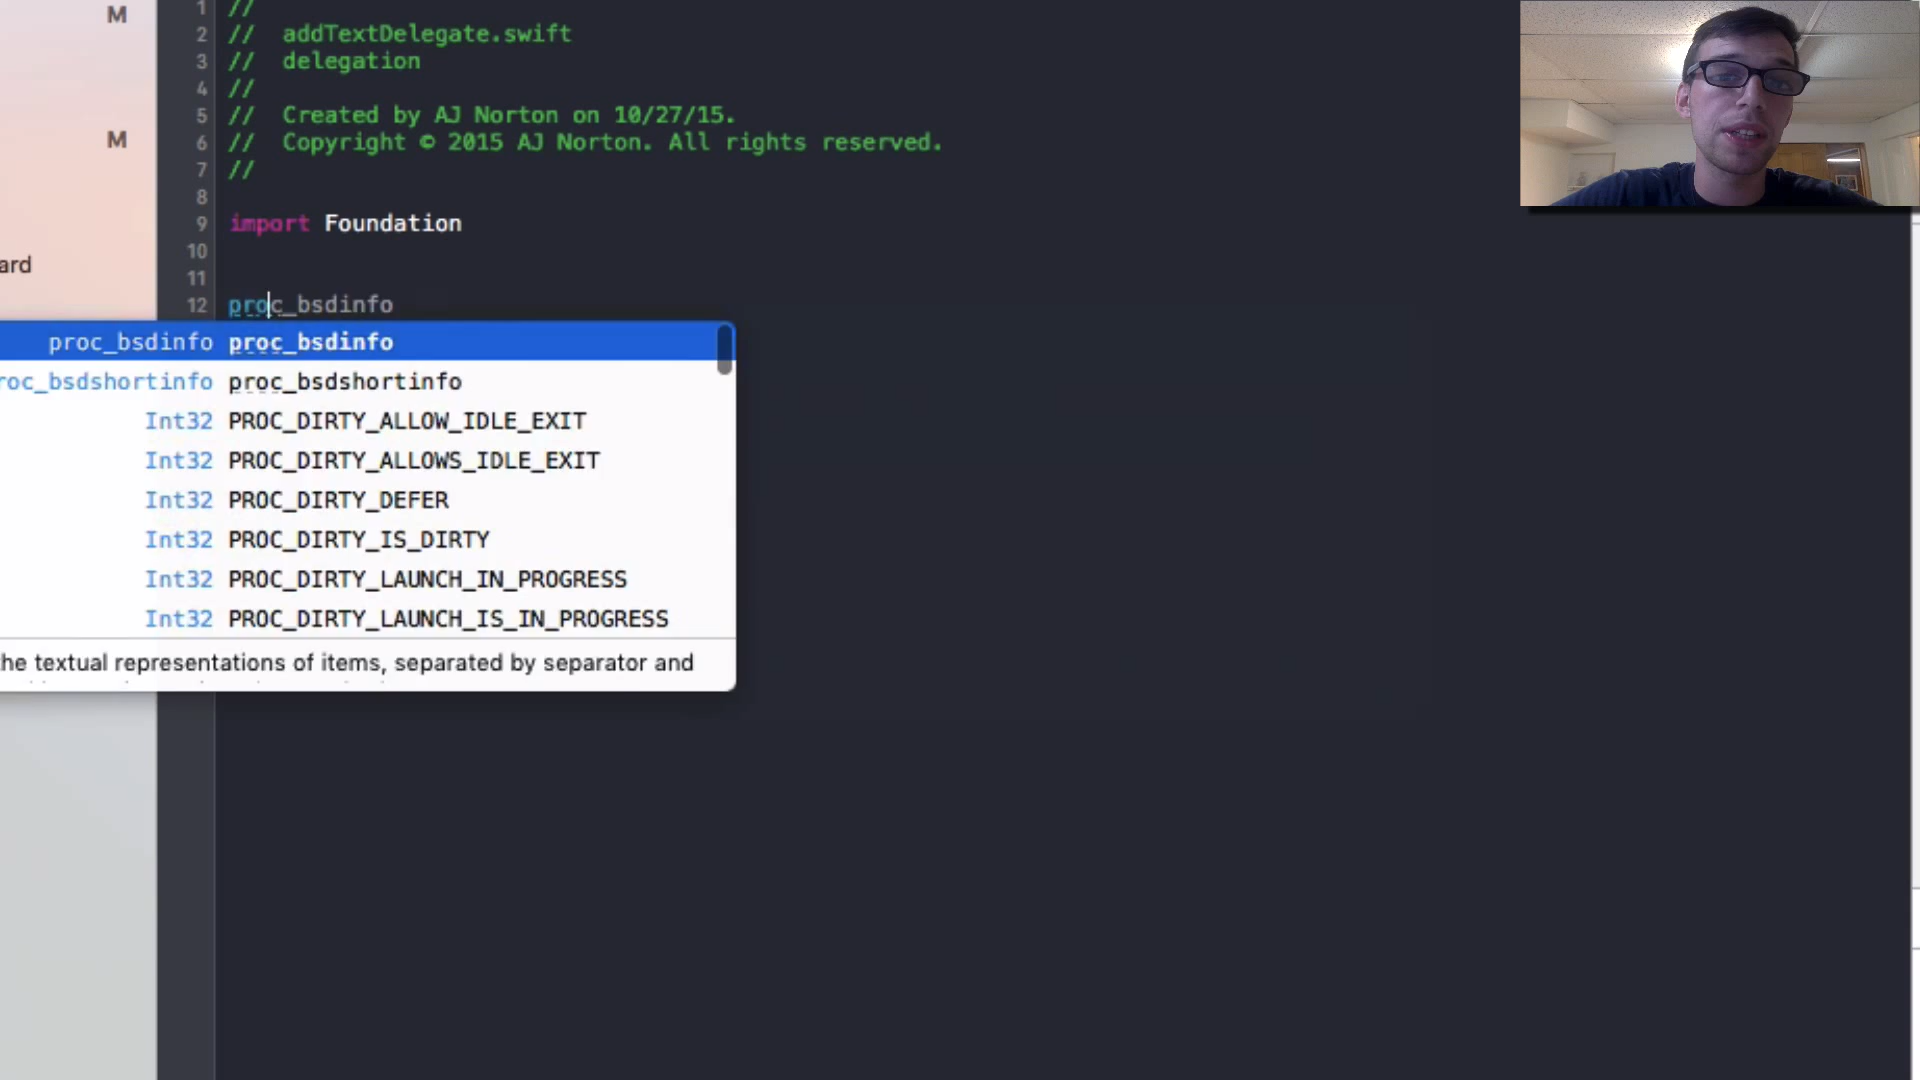 M
M
ard
1 //
2 // addTextDelegate.swift
3 // delegation
4 //
5 // Created by AJ Norton on 10/27/15.
6 // Copyright © 2015 AJ Norton. All rights reserved.
7 //
8
9 import Foundation
10
11
12 proc_bsdinfo
proc_bsdinfo proc_bsdinfo
roc_bsdshortinfo proc_bsdshortinfo
Int32 PROC_DIRTY_ALLOW_IDLE_EXIT
Int32 PROC_DIRTY_ALLOWS_IDLE_EXIT
Int32 PROC_DIRTY_DEFER
Int32 PROC_DIRTY_IS_DIRTY
Int32 PROC_DIRTY_LAUNCH_IN_PROGRESS
Int32 PROC_DIRTY_LAUNCH_IS_IN_PROGRESS
he textual representations of items, separated by separator and